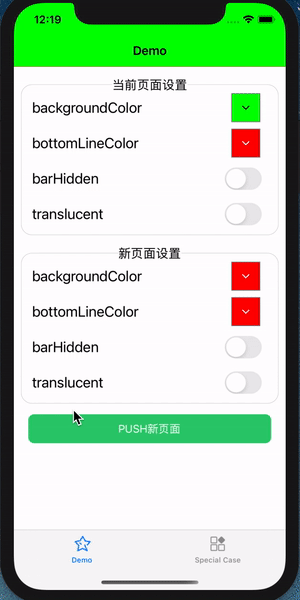 12:19
Demo
当前页面设置
backgroundColor
bottomLineColor
barHidden
translucent
新页面设置
backgroundColor
bottomLineColor
barHidden
translucent
PUSH新页面
Demo Special Case